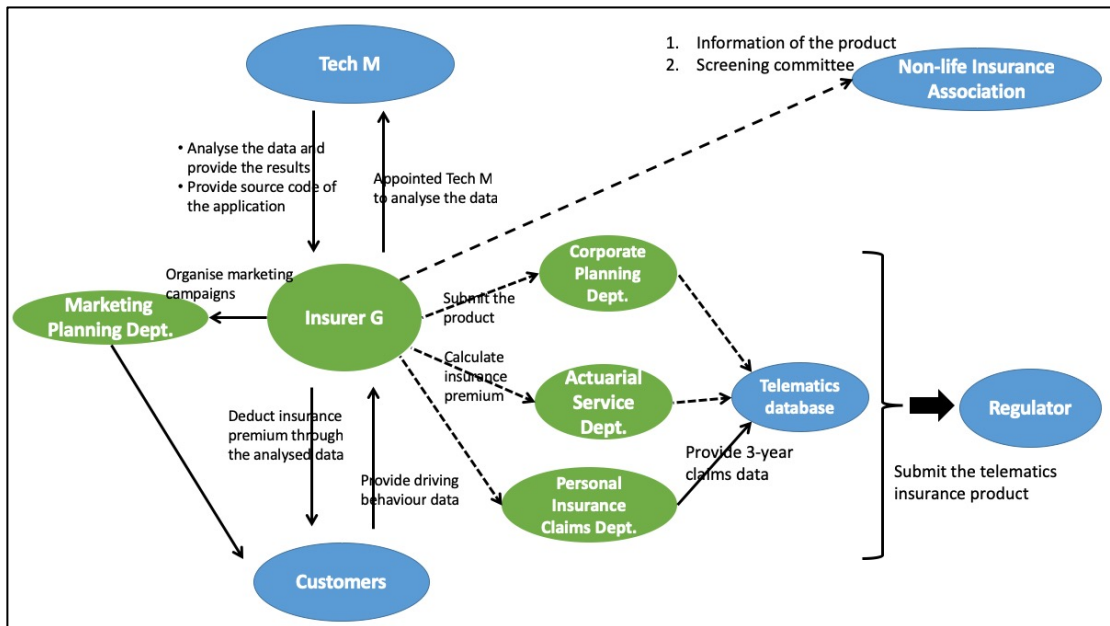 Tech M
1. Information of the product
2. Screening committee
Non-life Insurance
Association
• Analyse the data and
provide the results
• Provide source code of
the application
Appointed Tech M
to analyse the data
Organise marketing
campaigns
Marketing
Planning Dept.
Insurer G
Submit the
product
Corporate
Planning
Dept.
Calculate
insurance
premium
Actuarial
Service
Dept.
Telematics
database
Regulator
Deduct insurance
premium through
the analysed data
Provide driving
behaviour data
Personal
Insurance
Claims Dept.
Provide 3-year
claims data
Submit the telematics
insurance product
Customers